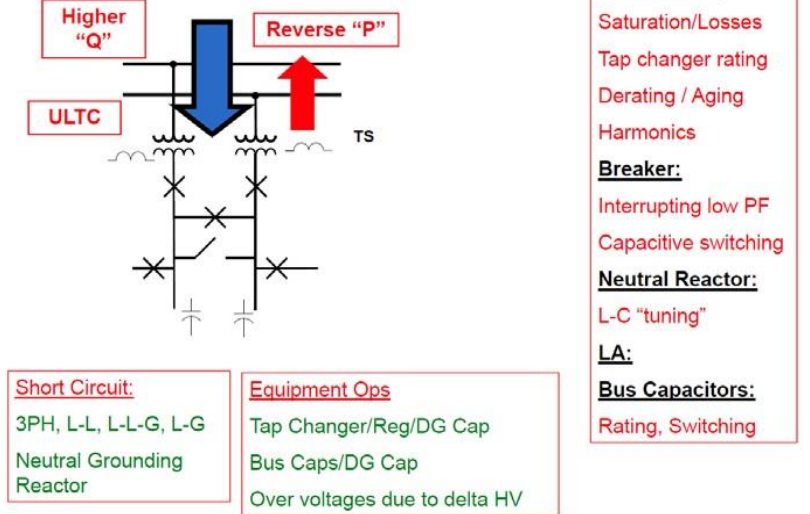 Higher
“Q”
Reverse “P”
ULTC
TS
Saturation/Losses
Tap changer rating
Derating / Aging
Harmonics
Breaker:
Interrupting low PF
Capacitive switching
Neutral Reactor:
L-C “tuning”
LA:
Bus Capacitors:
Rating, Switching
Short Circuit:
3PH, L-L, L-L-G, L-G
Neutral Grounding
Reactor
Equipment Ops
Tap Changer/Reg/DG Cap
Bus Caps/DG Cap
Over voltages due to delta HV